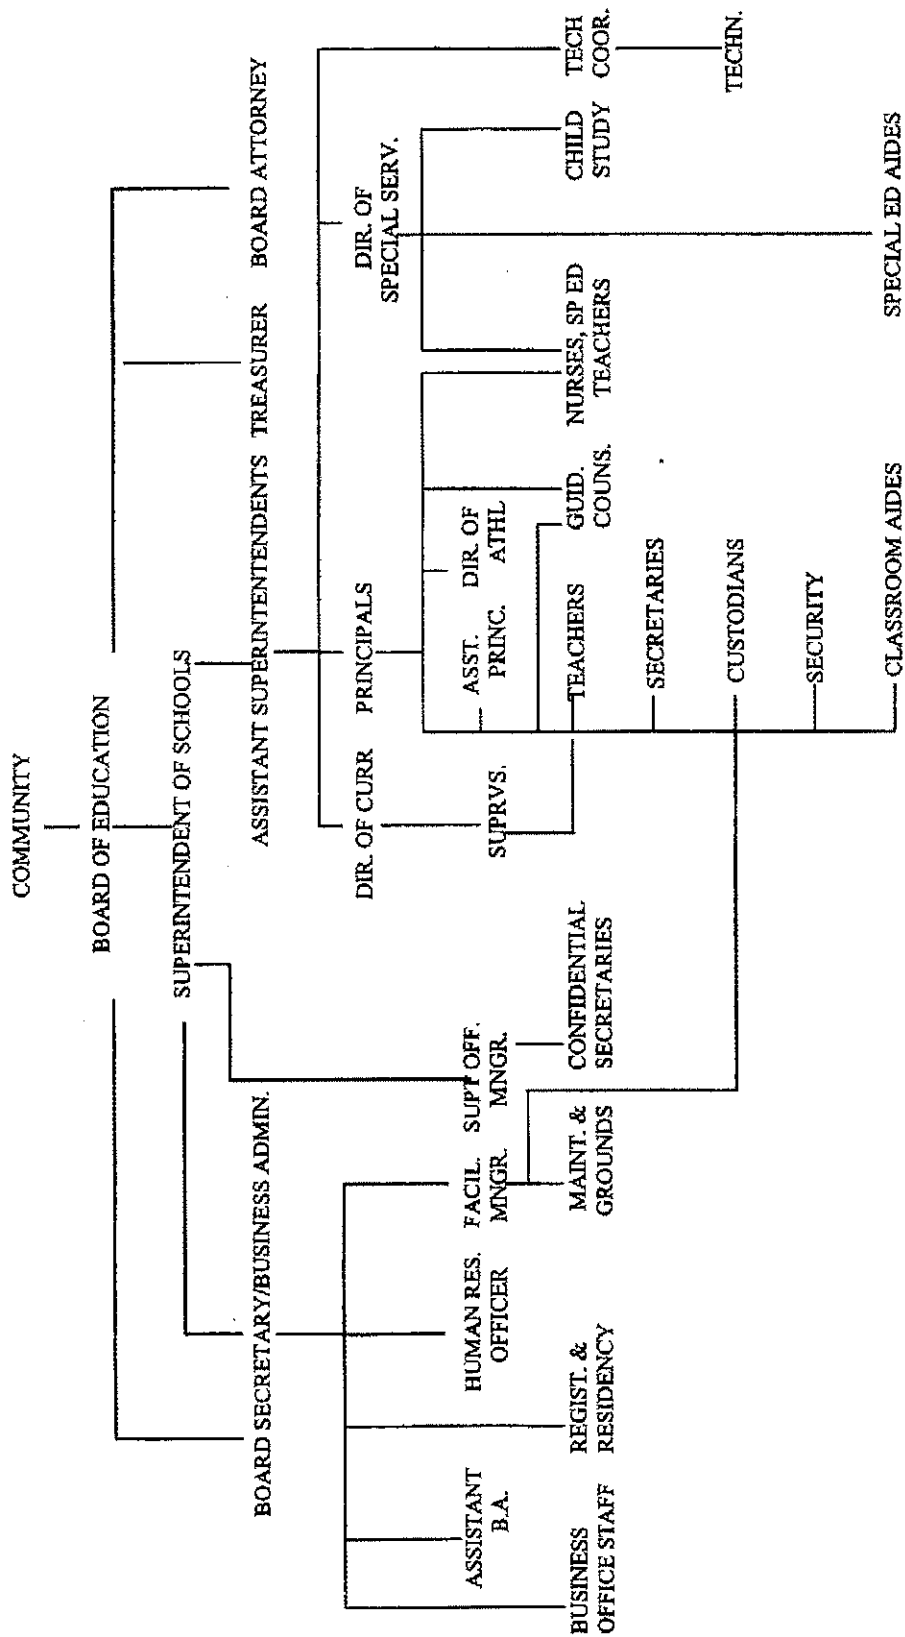 COMMUNITY
BOARD OF EDUCATION
SUPERINTENDENT OF SCHOOLS
BOARD SECRETARY/BUSINESS ADMIN.
ASSISTANT SUPERINTENDENTS
TREASURER
BOARD ATTORNEY
DIR. OF CURR
PRINCIPALS
DIR. OF
SPECIAL SERV.
ASSISTANT
B.A.
HUMAN RES.
OFFICER
FACIL.
MNGR.
SUPT OFF.
MNGR.
SUPRVS.
ASST.
PRINC.
DIR. OF
ATHL
BUSINESS
OFFICE STAFF
REGIST. &
RESIDENCY
MAINT. &
GROUNDS
CONFIDENTIAL
SECRETARIES
TEACHERS
GUID.
COUNS.
NURSES, SP ED
TEACHERS
CHILD
STUDY
TECH
COOR.
SECRETARIES
CUSTODIANS
TECHN.
SECURITY
CLASSROOM AIDES
SPECIAL ED AIDES